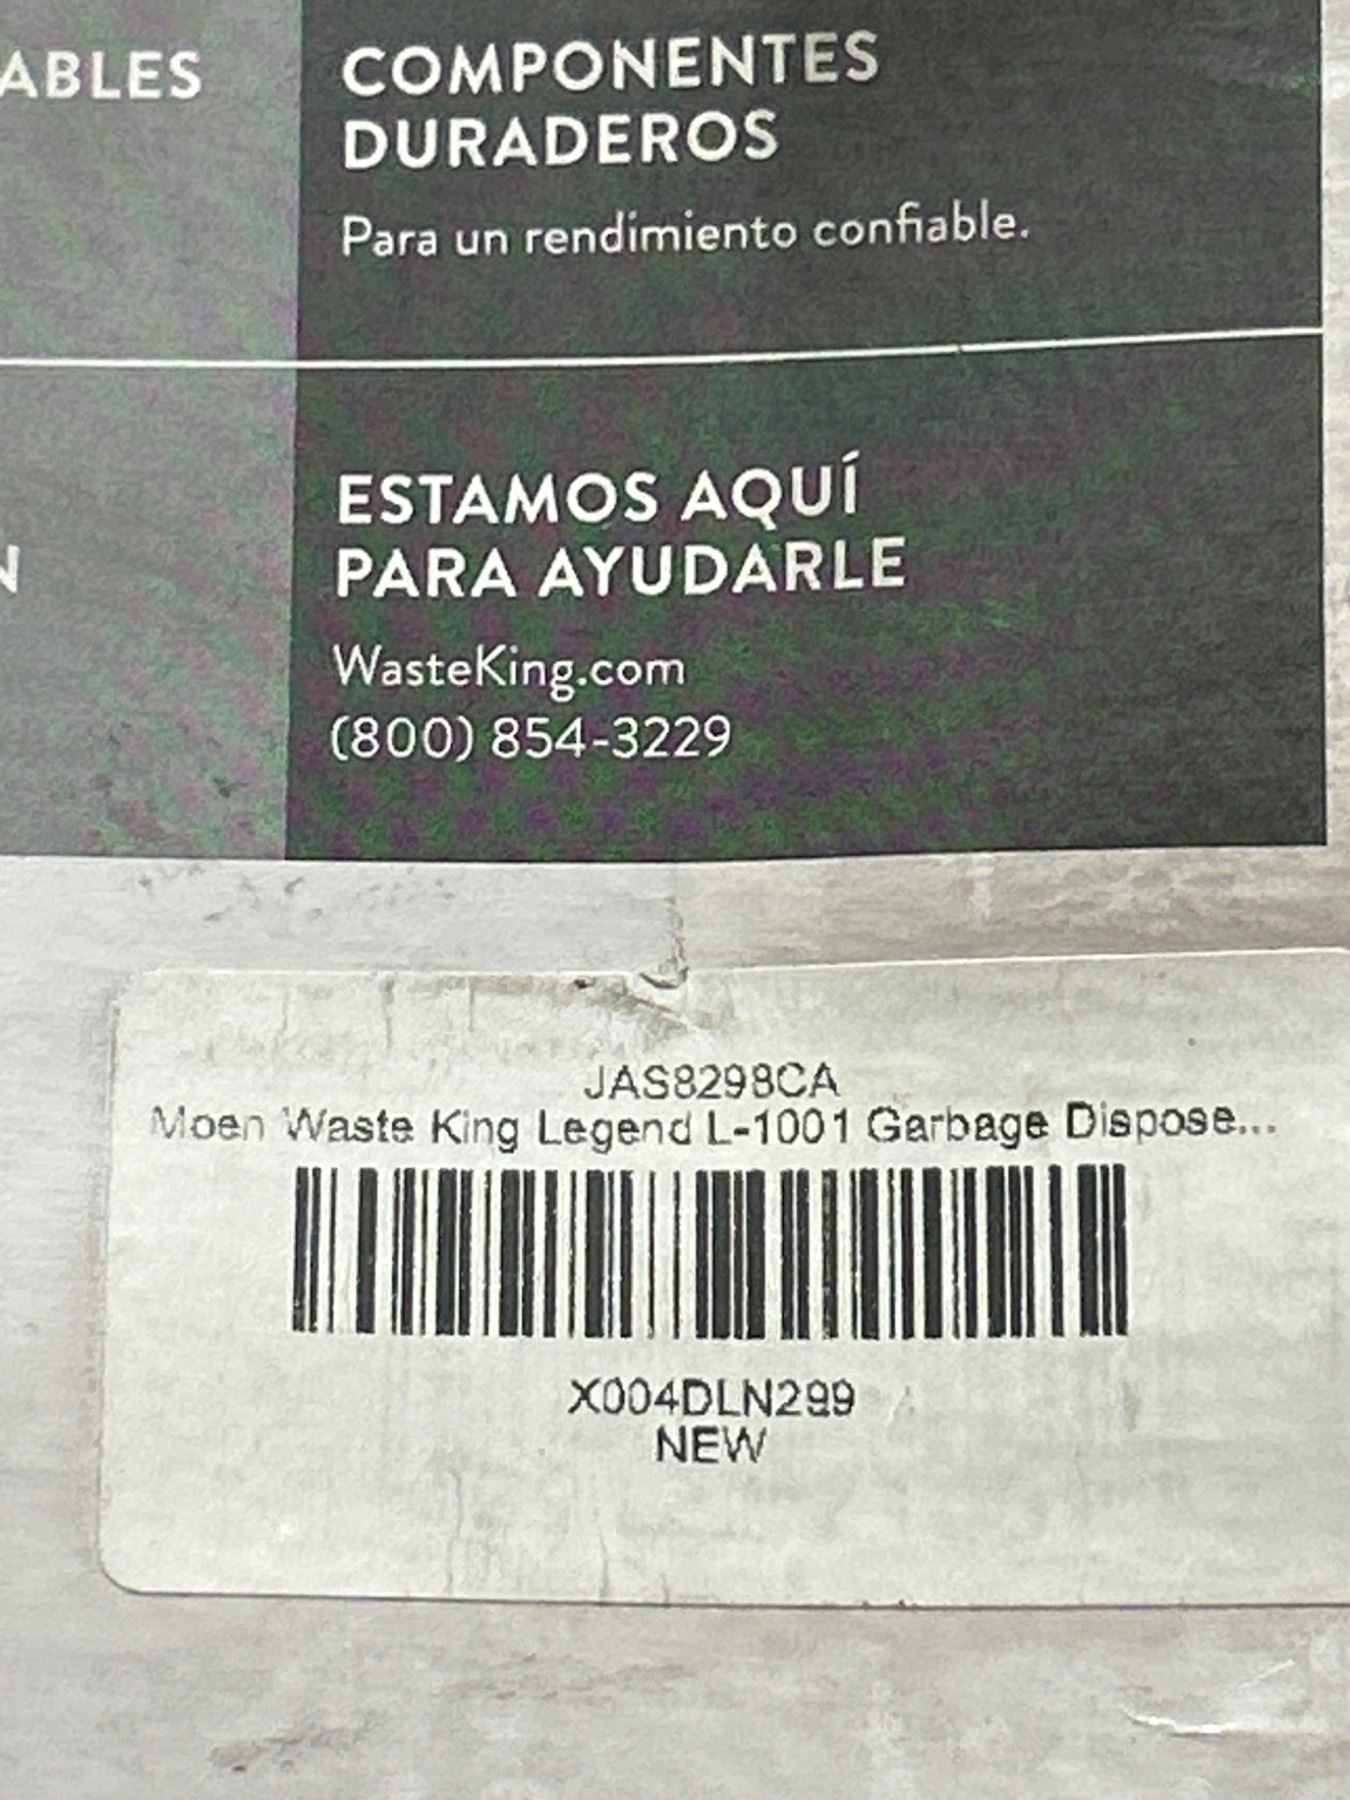 ABLES
COMPONENTES
DURADEROS
Para un rendimiento confiable.
N
ESTAMOS AQUÍ
PARA AYUDARLE
WasteKing.com
(800) 854-3229
JAS8298CA
Moen Waste King Legend L-1001 Garbage Dispose...
X004DLN299
NEW